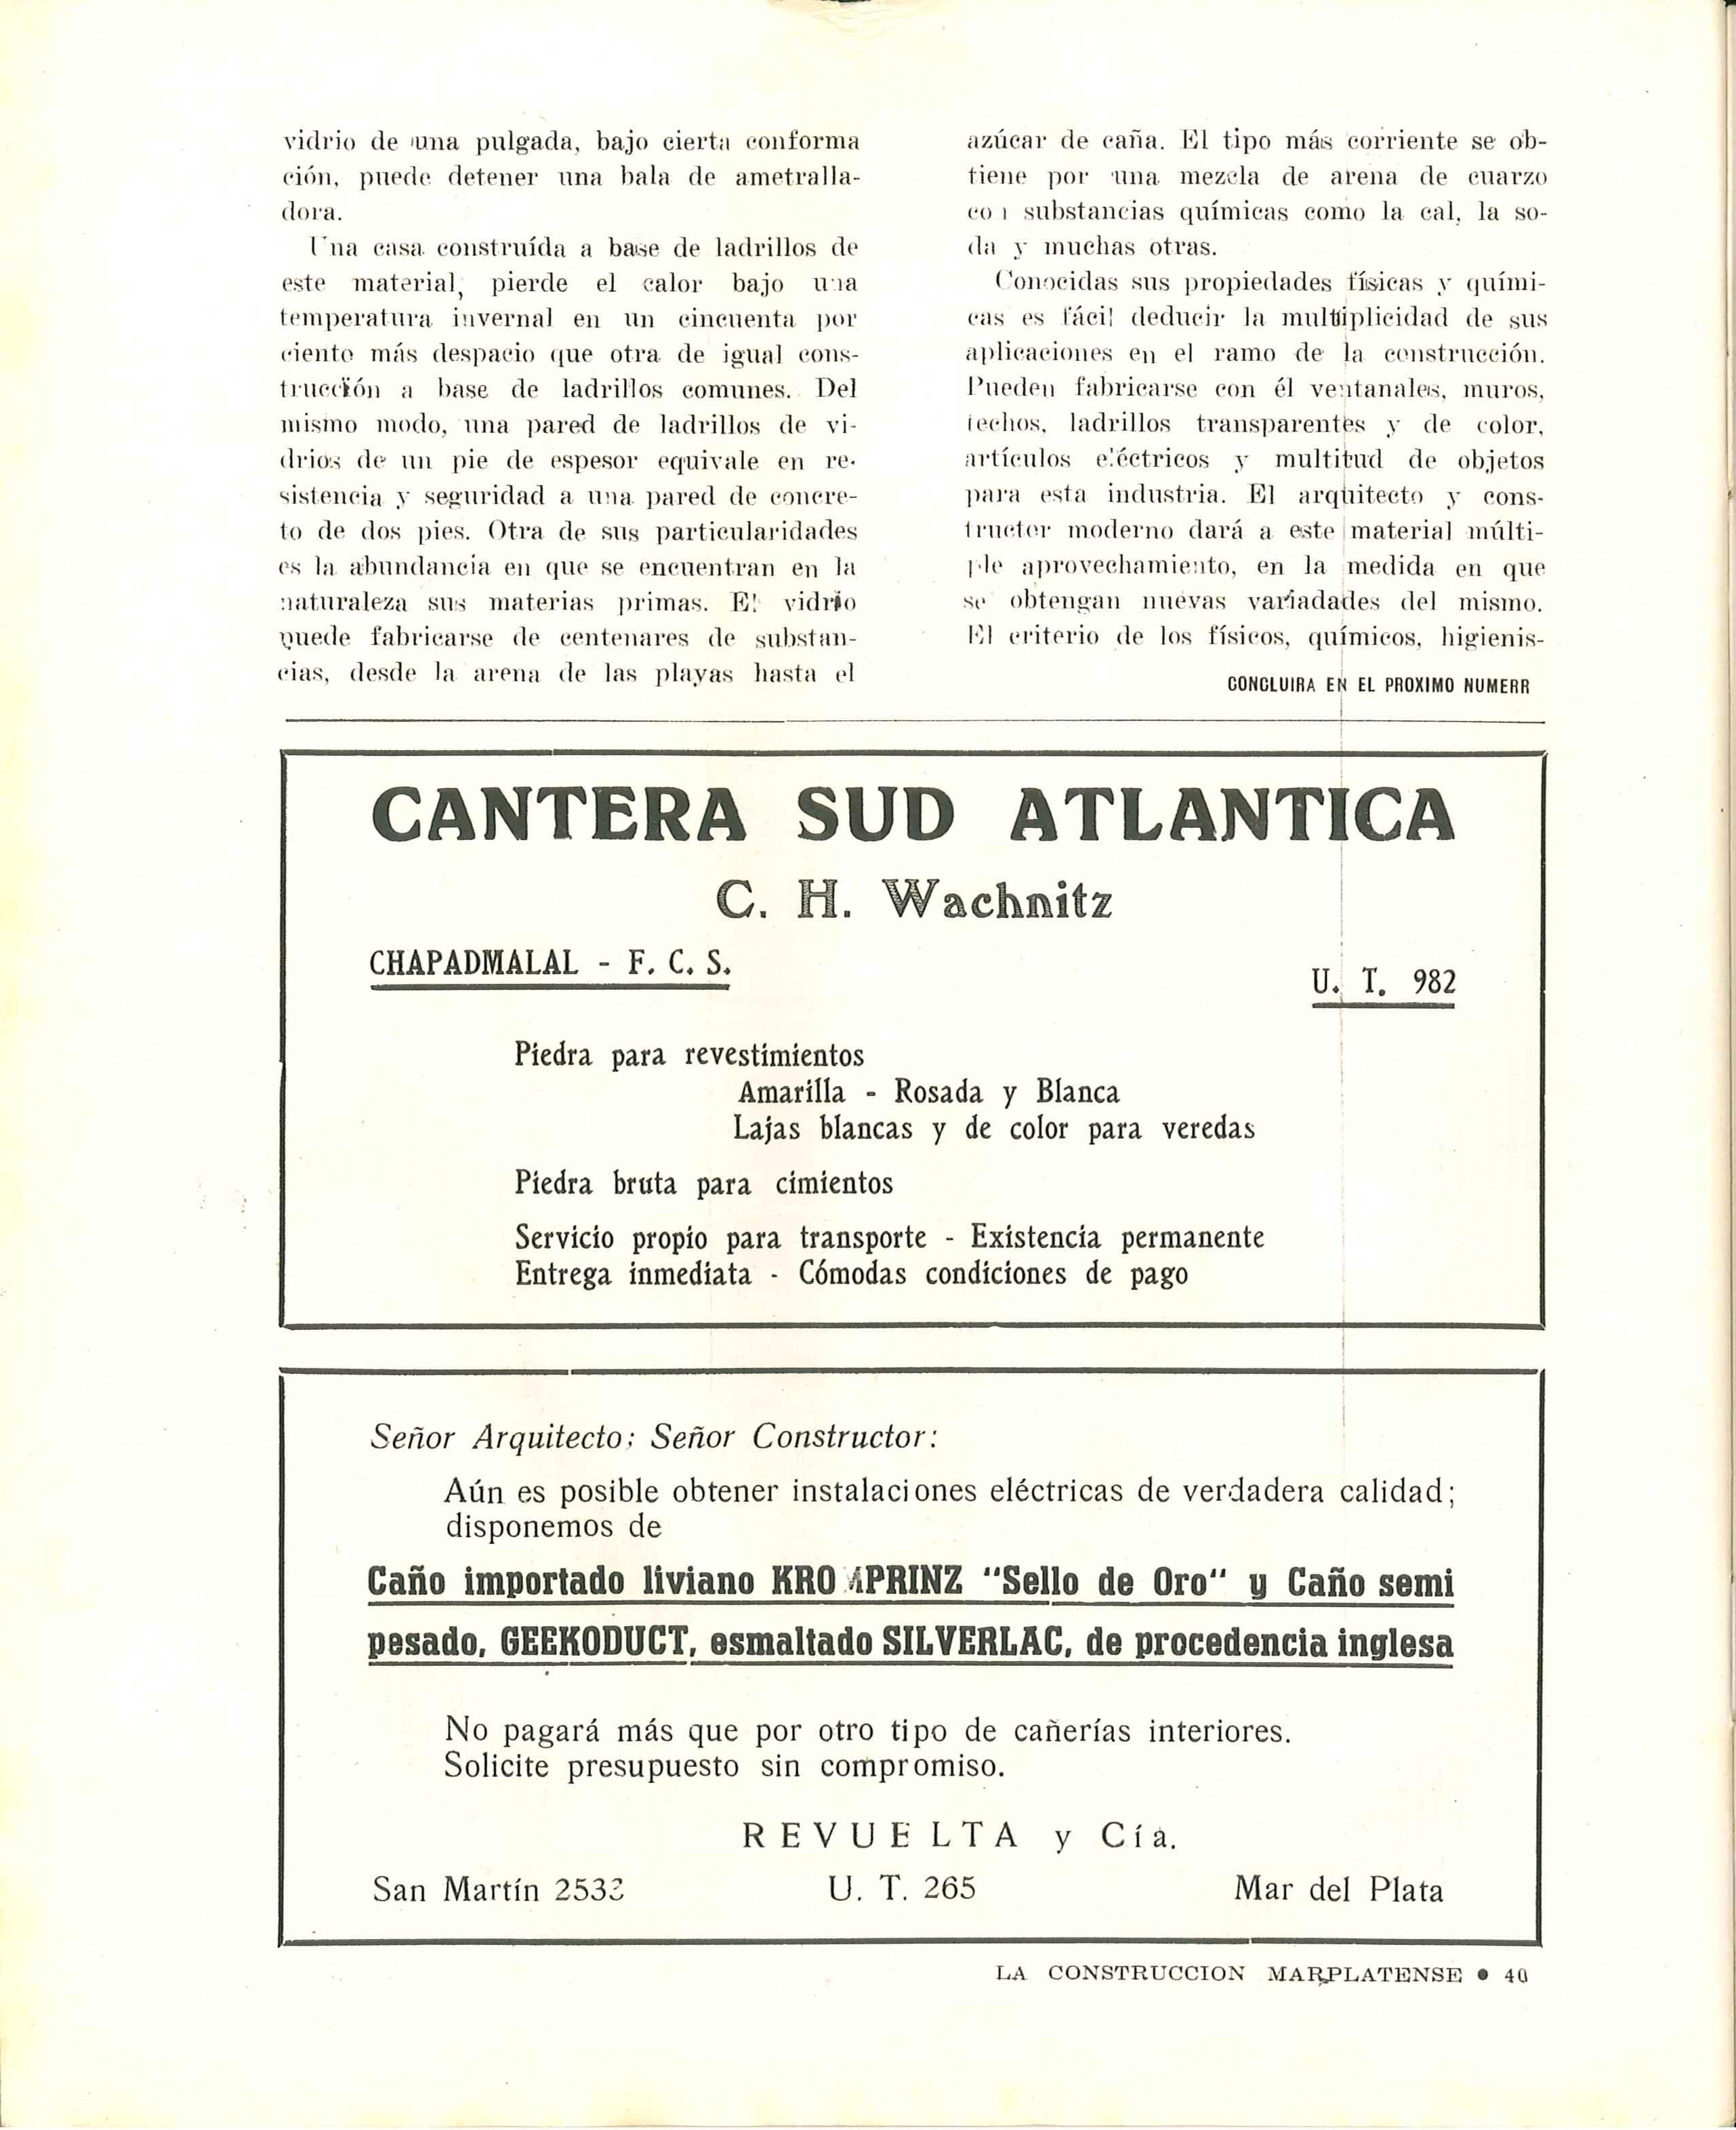 vidrio de una pulgada, bajo cierta conforma
ción, puede detener una bala de ametralla-
dora.
Una casa construída a base de ladrillos de
este material, pierde el calor bajo una
temperatura invernal en un cincuenta por
ciento más despacio que otra de igual cons-
trucción a base de ladrillos comunes. Del
mismo modo, una pared de ladrillos de vi-
drios de un pie de espesor equivale en re-
sistencia y seguridad a una pared de concre-
to de dos pies. Otra de sus particularidades
es la abundancia en que se encuentran en la
naturaleza sus materias primas. El vidrio
puede fabricarse de centenares de substan-
cias, desde la arena de las playas hasta el
azúcar de caña. El tipo más corriente se ob-
tiene por una mezcla de arena de cuarzo
con substancias químicas como la cal, la so-
da y muchas otras.
Conocidas sus propiedades físicas y quími-
cas es fácil deducir la multiplicidad de sus
aplicaciones en el ramo de la construcción.
Pueden fabricarse con él ventanales, muros,
techos, ladrillos transparentes y de color,
artículos eléctricos y multitud de objetos
para esta industria. El arquitecto y cons-
tructor moderno dará a este material múlti-
ple aprovechamiento, en la medida en que
se obtengan nuevas variadades del mismo.
El criterio de los físicos, químicos, higienis-
CONCLUIRA EN EL PROXIMO NUMERR
CANTERA SUD ATLANTICA
C. H. Wachnitz
CHAPADMALAL - F. C. S.
U. T. 982
Piedra para revestimientos
Amarilla - Rosada y Blanca
Lajas blancas y de color para veredas
Piedra bruta para cimientos
Servicio propio para transporte - Existencia permanente
Entrega inmediata - Cómodas condiciones de pago
Señor Arquitecto; Señor Constructor:
Aún es posible obtener instalaciones eléctricas de verdadera calidad;
disponemos de
Caño importado liviano KRONPRINZ "Sello de Oro" y Caño semi
pesado, GEEKODUCT, esmaltado SILVERLAC, de procedencia inglesa
No pagará más que por otro tipo de cañerías interiores.
Solicite presupuesto sin compromiso.
REVUELTA y Cía.
San Martín 2533
U. T. 265
Mar del Plata
LA CONSTRUCCION MARPLATENSE • 40